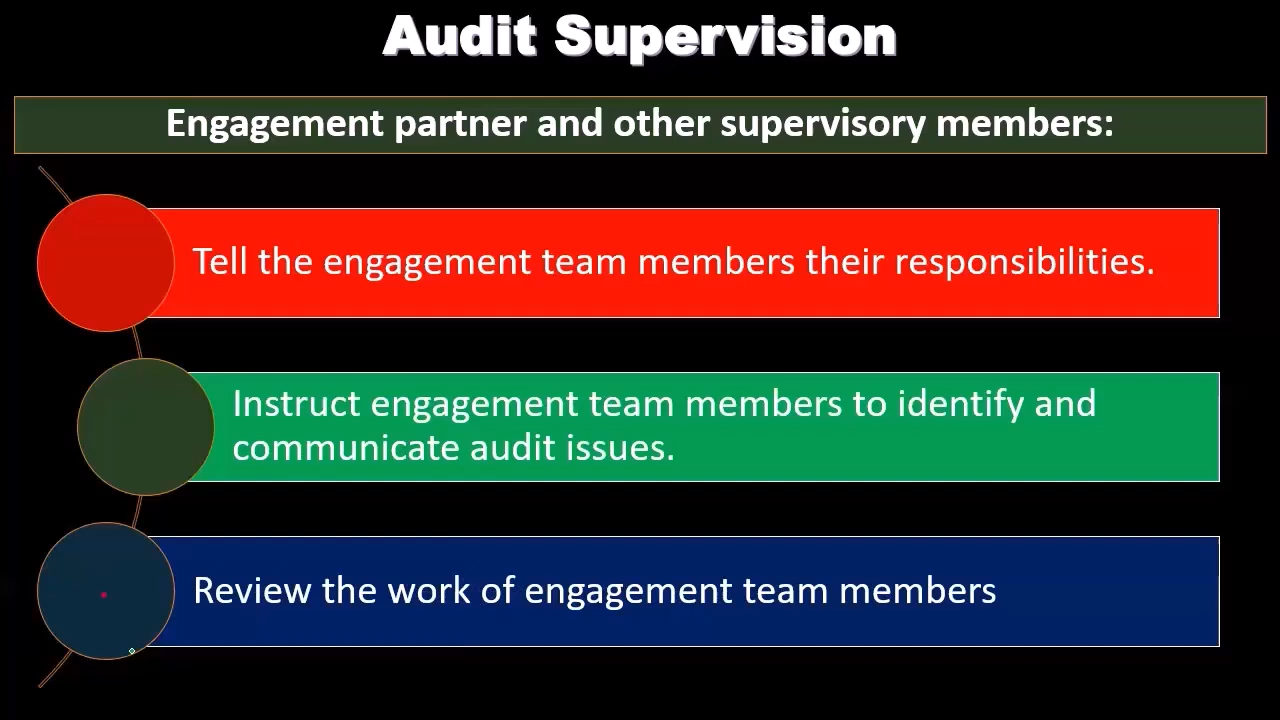 Audit Supervision
Engagement partner and other supervisory members:
Tell the engagement team members their responsibilities.
Instruct engagement team members to identify and
communicate audit issues.
Review the work of engagement team members